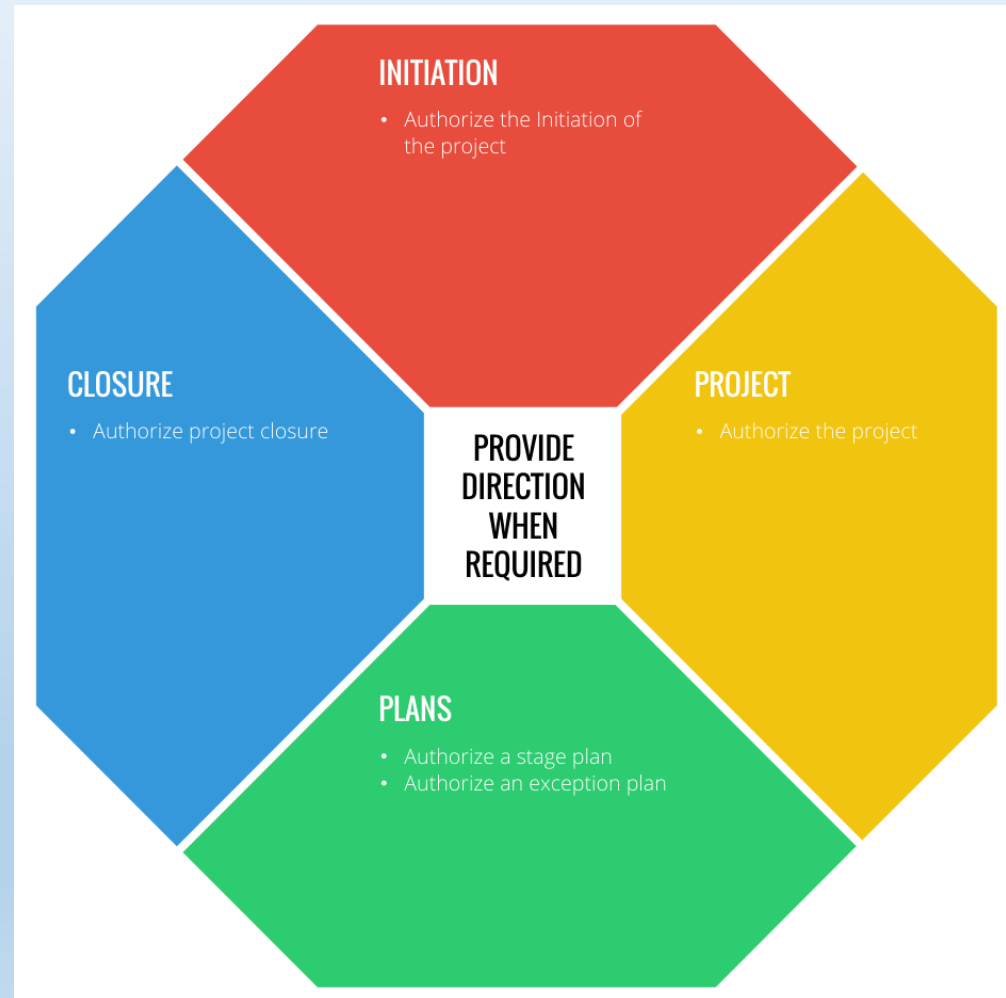 INITIATION
• Authorize the Initiation of
the project
CLOSURE
• Authorize project closure
PROJECT
• Authorize the project
PROVIDE
DIRECTION
WHEN
REQUIRED
PLANS
• Authorize a stage plan
• Authorize an exception plan